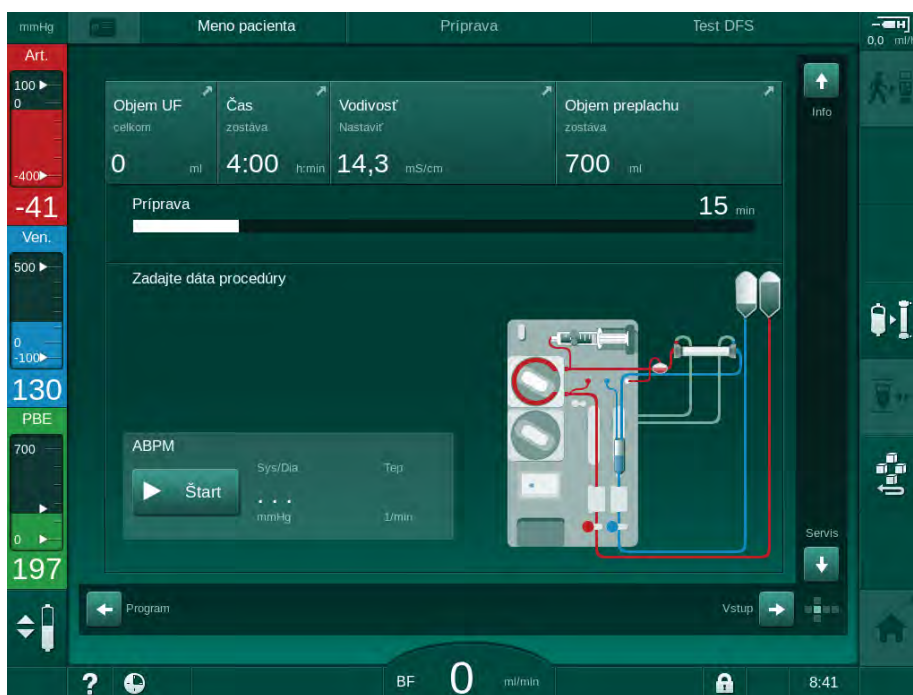 mmHg
Meno pacienta
Príprava
Test DFS
0,0 ml/h
Art.
100
0
-400
-41
Ven.
500
0
-100
130
PBE
700
0
197
Objem UF
celkom
0 ml
Čas
zostáva
4:00 h:min
Vodivosť
Nastaviť
14,3 mS/cm
Objem preplachu
zostáva
700 ml
Info
Príprava
15 min
Zadajte dáta procedúry
ABPM
Štart
Sys/Dia
. . .
mmHg
Tep
1/min
Servis
Program
Vstup
?
BF 0 ml/min
8:41